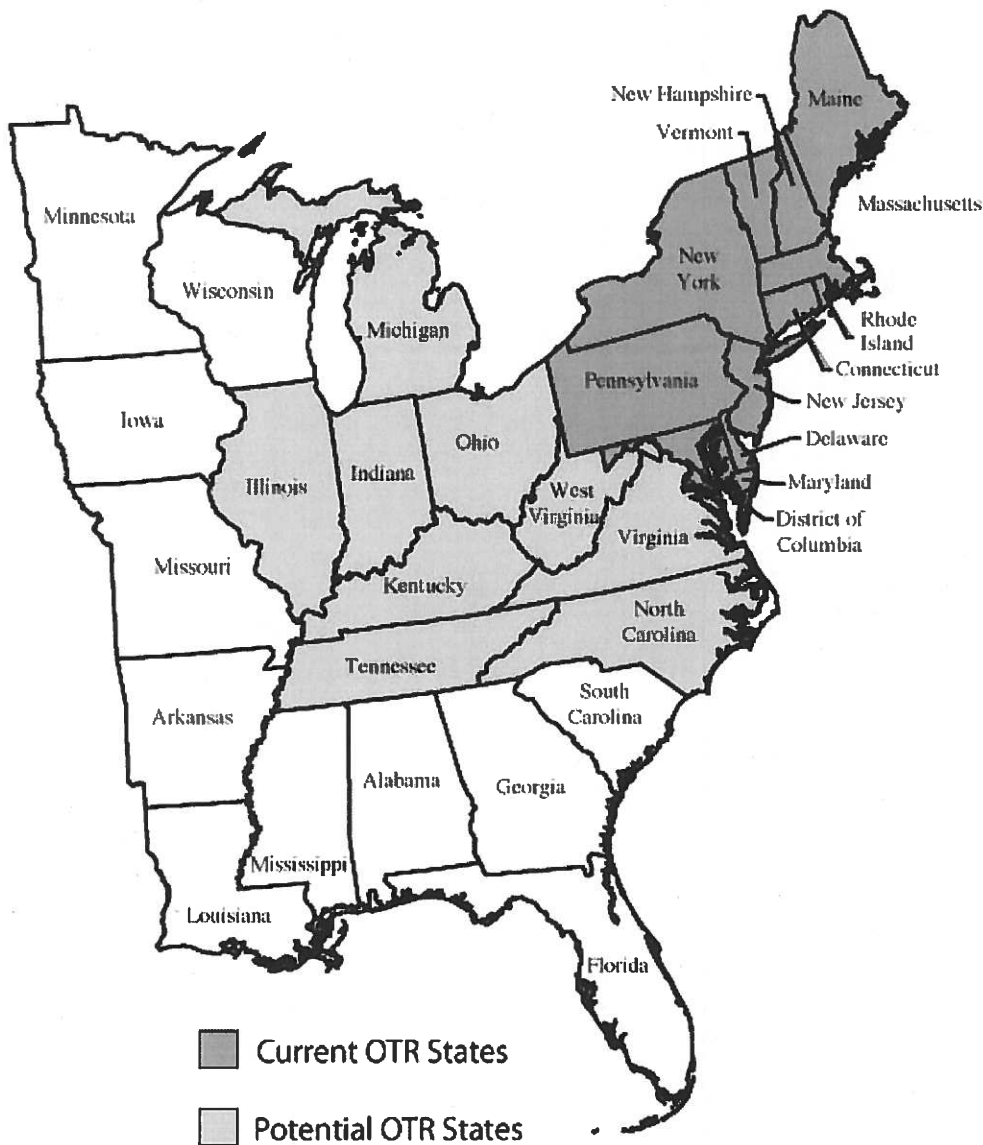 New Hampshire
Maine
Vermont
Massachusetts
Minnesota
New
York
Wisconsin
Michigan
Rhode
Island
Connecticut
Pennsylvania
New Jersey
Iowa
Ohio
Delaware
Illinois
Indiana
Maryland
West
Virginia
District of
Columbia
Virginia
Missouri
Kentucky
North
Carolina
Tennessee
South
Carolina
Arkansas
Alabama
Georgia
Mississippi
Louisiana
Florida
Current OTR States
Potential OTR States